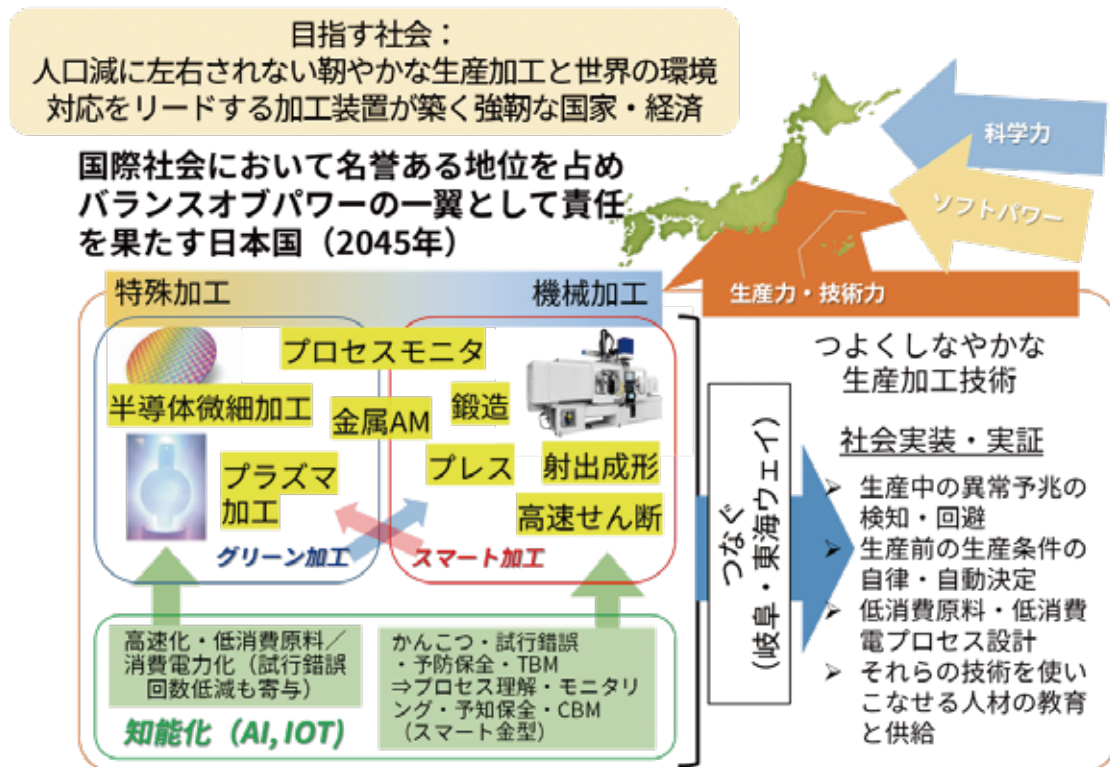 目指す社会：
人口減に左右されない靭やかな生産加工と世界の環境
対応をリードする加工装置が築く強靭な国家・経済
国際社会において名誉ある地位を占め
バランスオブパワーの一翼として責任
を果たす日本国（2045年）
科学力
ソフトパワー
生産力・技術力
特殊加工
機械加工
プロセスモニタ
半導体微細加工
金属AM
鍛造
プラズマ
加工
プレス
射出成形
高速せん断
グリーン加工
スマート加工
高速化・低消費原料／
消費電力化（試行錯誤
回数低減も寄与）
かんこつ・試行錯誤
・予防保全・TBM
⇒プロセス理解・モニタリ
ング・予知保全・CBM
（スマート金型）
知能化（AI, IOT)
つなぐ
（岐阜・東海ウェイ）
つよくしなやかな
生産加工技術
社会実装・実証
➢ 生産中の異常予兆の
検知・回避
➢ 生産前の生産条件の
自律・自動決定
➢ 低消費原料・低消費
電プロセス設計
➢ それらの技術を使い
こなせる人材の教育
と供給